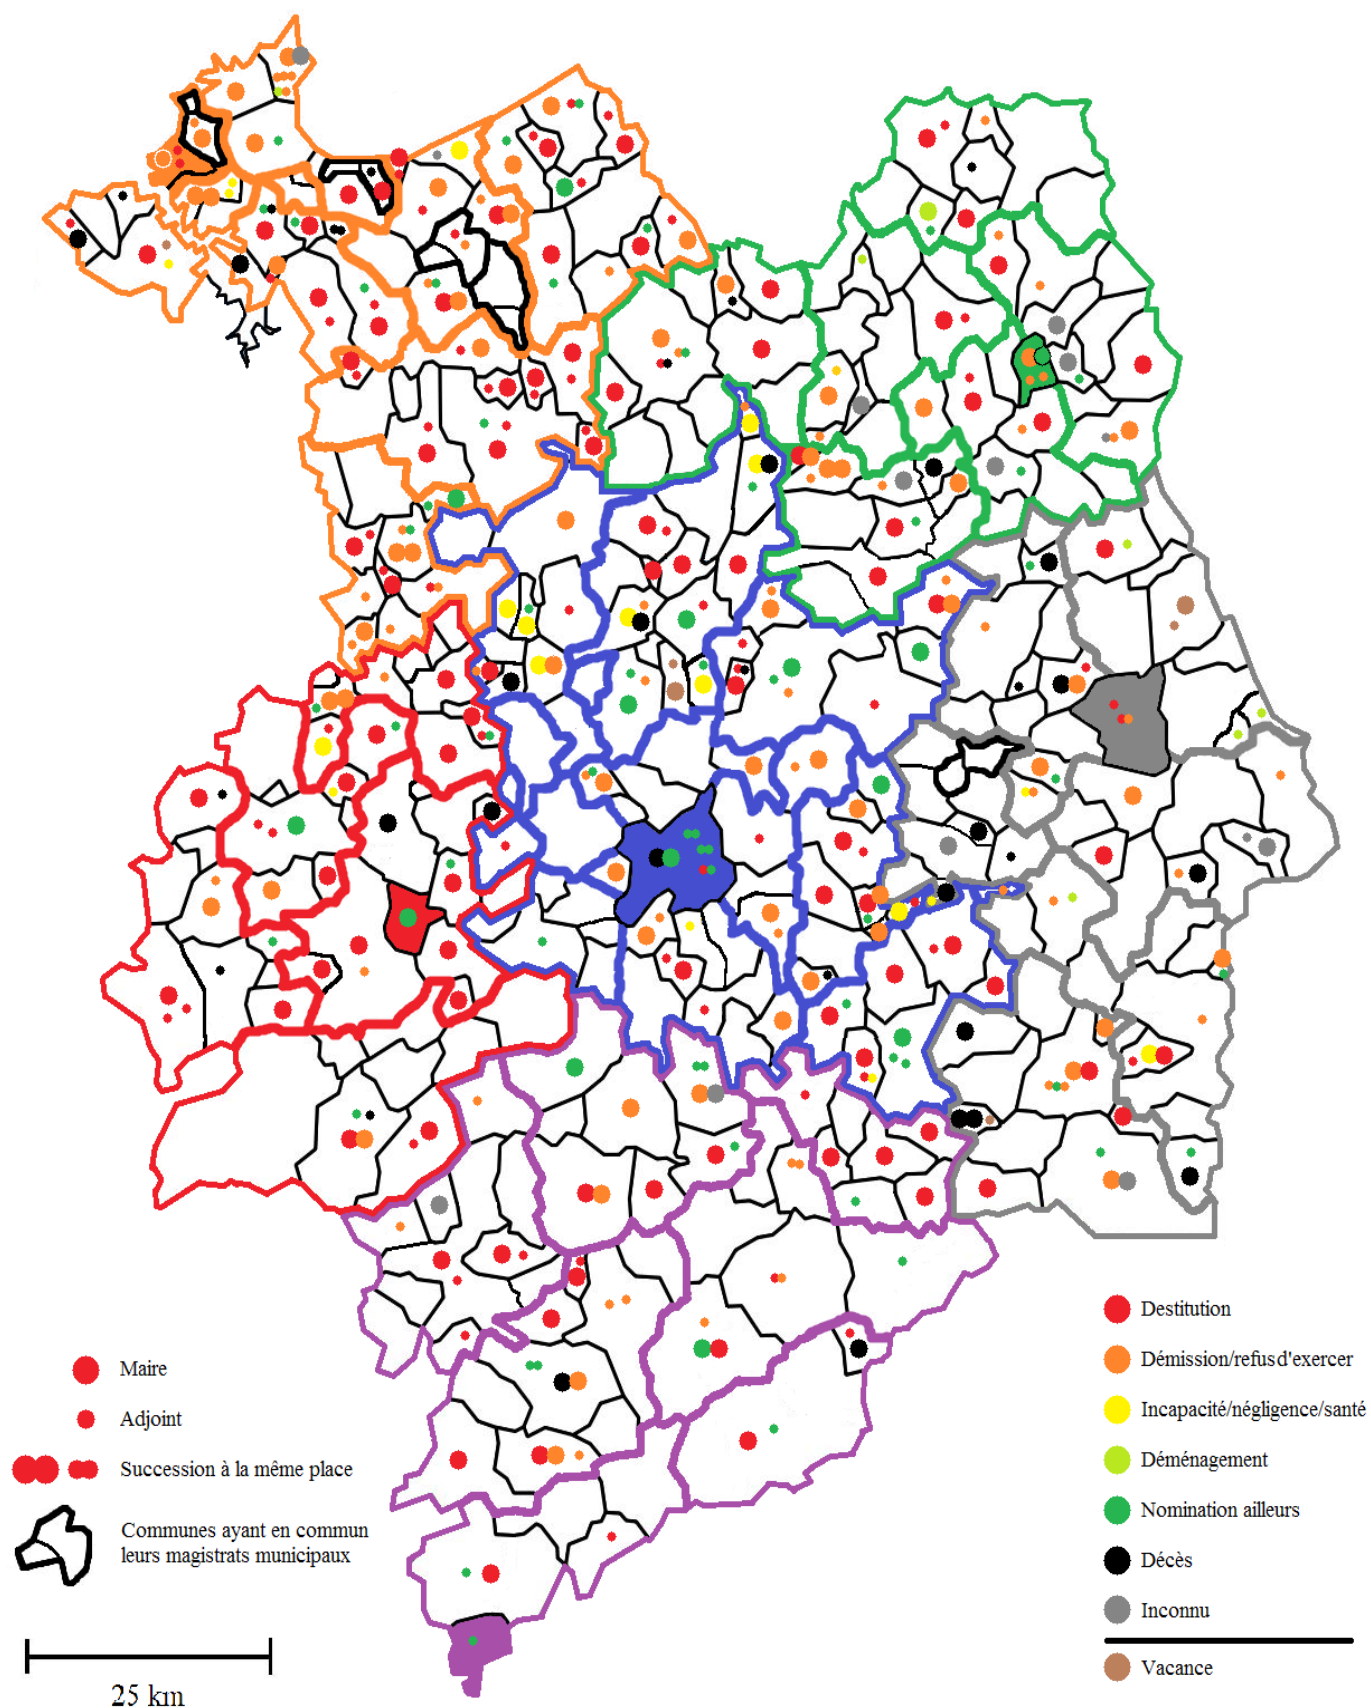 Maire
Adjoint
Succession à la même place
Communes ayant en commun
leurs magistrats municipaux
25 km
Destitution
Démission/refus d'exercer
Incapacité/négligence/santé
Déménagement
Nomination ailleurs
Décès
Inconnu
Vacance